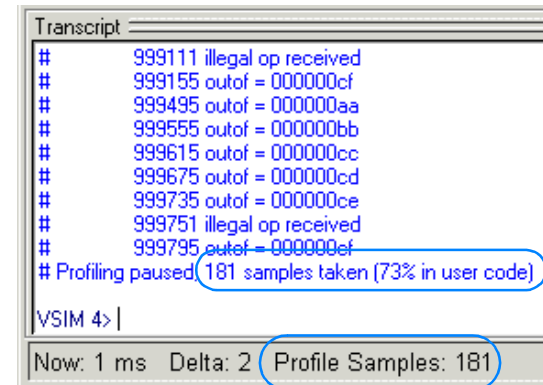 Transcript
# 999111 illegal op received
# 999155 outof = 000000cf
# 999495 outof = 000000aa
# 999555 outof = 000000bb
# 999615 outof = 000000cc
# 999675 outof = 000000cd
# 999735 outof = 000000ce
# 999751 illegal op received
# 999795 outof = 000000ef
# Profiling paused, 181 samples taken (73% in user code)
VSIM 4>
Now: 1 ms Delta: 2 Profile Samples: 181